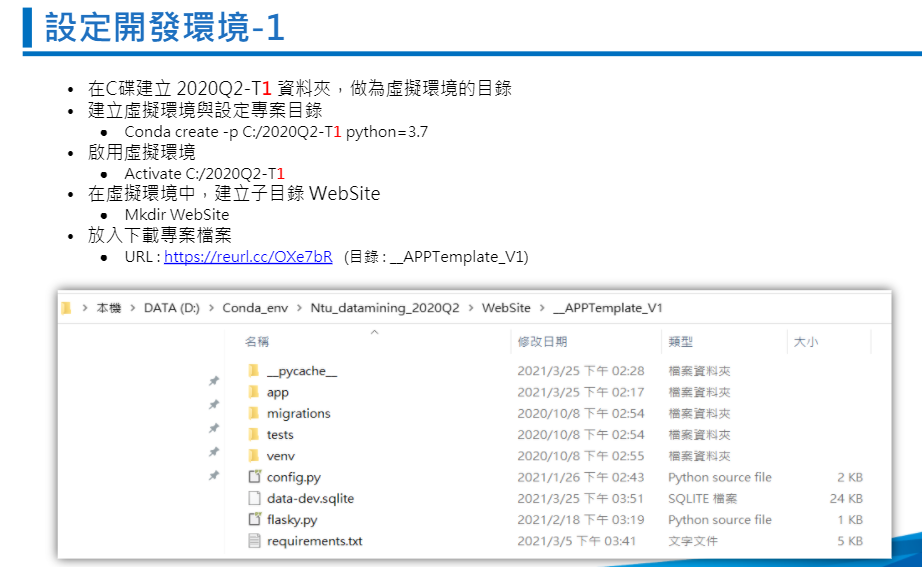 設定開發環境-1
在C碟建立 2020Q2-T1 資料夾，做為虛擬環境的目錄
建立虛擬環境與設定專案目錄
Conda create -p C:/2020Q2-T1 python=3.7
啟用虛擬環境
Activate C:/2020Q2-T1
在虛擬環境中，建立子目錄 WebSite
Mkdir WebSite
放入下載專案檔案
URL : https://reurl.cc/OXe7bR (目錄 : __APPTemplate_V1)
> 本機 > DATA (D:) > Conda_env > Ntu_datamining_2020Q2 > WebSite > __APPTemplate_V1
名稱 修改日期 類型 大小
__pycache__ 2021/3/25 下午 02:28 檔案資料夾
app 2021/3/25 下午 02:17 檔案資料夾
migrations 2020/10/8 下午 02:54 檔案資料夾
tests 2020/10/8 下午 02:54 檔案資料夾
venv 2020/10/8 下午 02:55 檔案資料夾
config.py 2021/1/26 下午 02:43 Python source file 2 KB
data-dev.sqlite 2021/3/25 下午 03:51 SQLITE 檔案 24 KB
flasky.py 2021/2/18 下午 03:19 Python source file 1 KB
requirements.txt 2021/3/5 下午 03:41 文字文件 5 KB